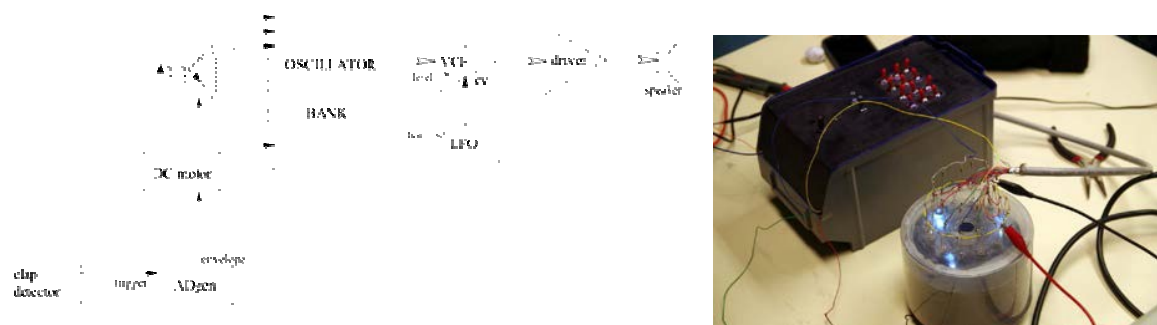 OSCILLATOR
BANK
VCF
level
cv
driver
speaker
LFO
DC motor
envelope
clap
detector
trigger
ADgen